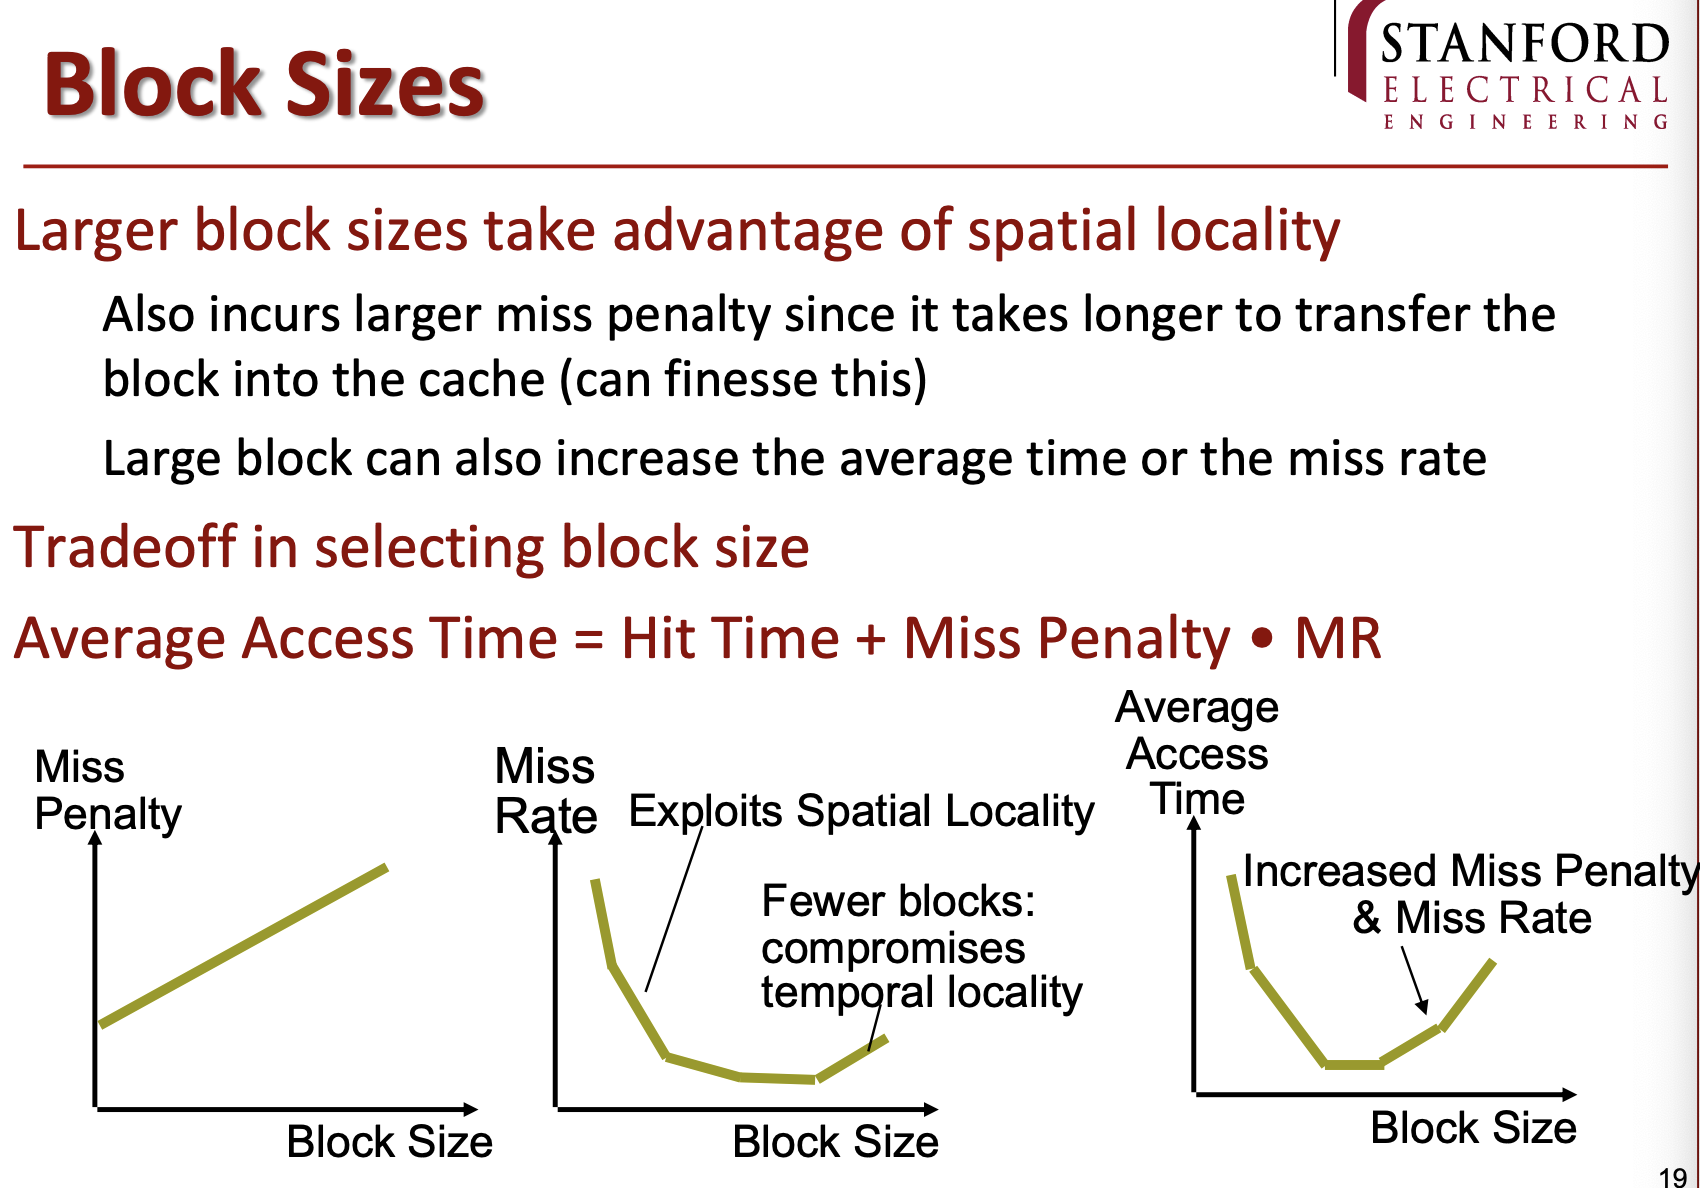 Block Sizes
STANFORD
ELECTRICAL
ENGINEERING
Larger block sizes take advantage of spatial locality
Also incurs larger miss penalty since it takes longer to transfer the
block into the cache (can finesse this)
Large block can also increase the average time or the miss rate
Tradeoff in selecting block size
Average Access Time = Hit Time + Miss Penalty • MR
Miss
Penalty
Block Size
Miss
Rate
Exploits Spatial Locality
Fewer blocks:
compromises
temporal locality
Block Size
Average
Access
Time
Increased Miss Penalty
& Miss Rate
Block Size
19